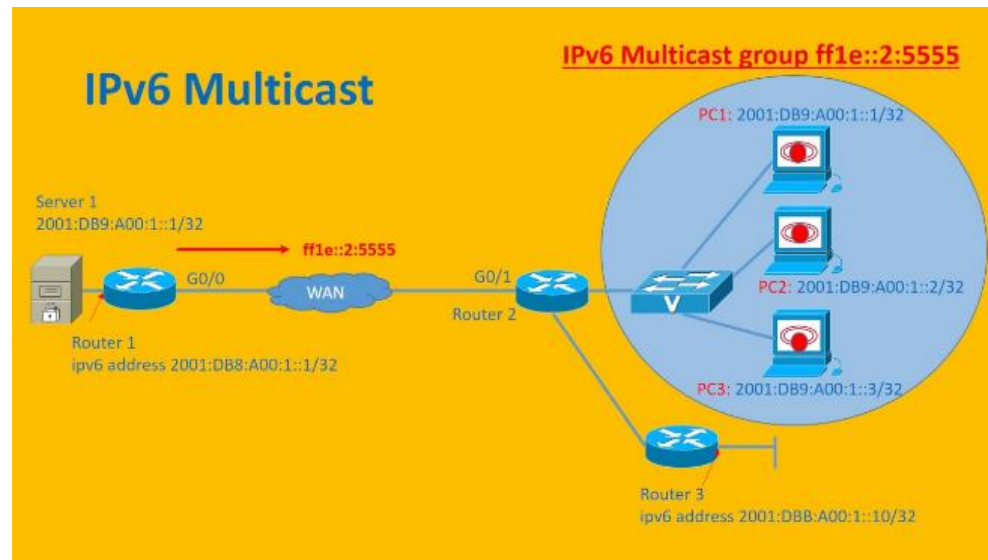 IPv6 Multicast
IPv6 Multicast group ff1e::2:5555
PC1: 2001:DB9:A00:1::1/32
Server 1
2001:DB9:A00:1::1/32
ff1e::2:5555
G0/0
WAN
G0/1
Router 2
V
PC2: 2001:DB9:A00:1::2/32
Router 1
ipv6 address 2001:DB8:A00:1::1/32
PC3: 2001:DB9:A00:1::3/32
Router 3
ipv6 address 2001:DBB:A00:1::10/32